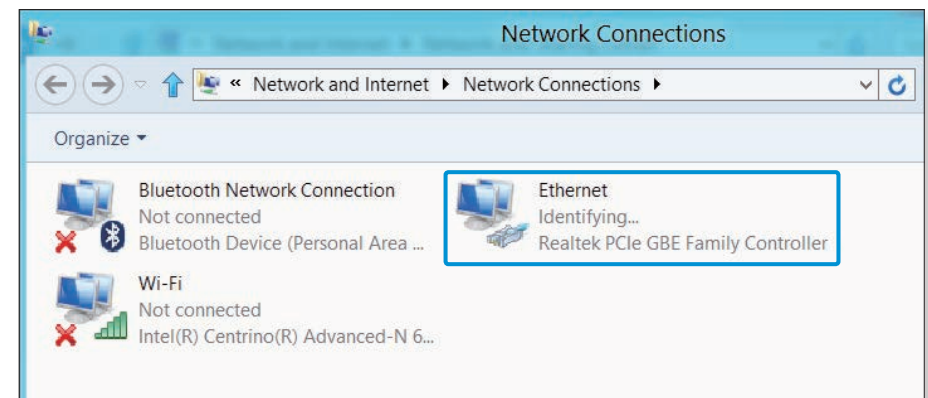 Network Connections
« Network and Internet Network Connections
Organize
Bluetooth Network Connection
Not connected
Bluetooth Device (Personal Area ...
Ethernet
Identifying...
Realtek PCIe GBE Family Controller
Wi-Fi
Not connected
Intel(R) Centrino(R) Advanced-N 6...